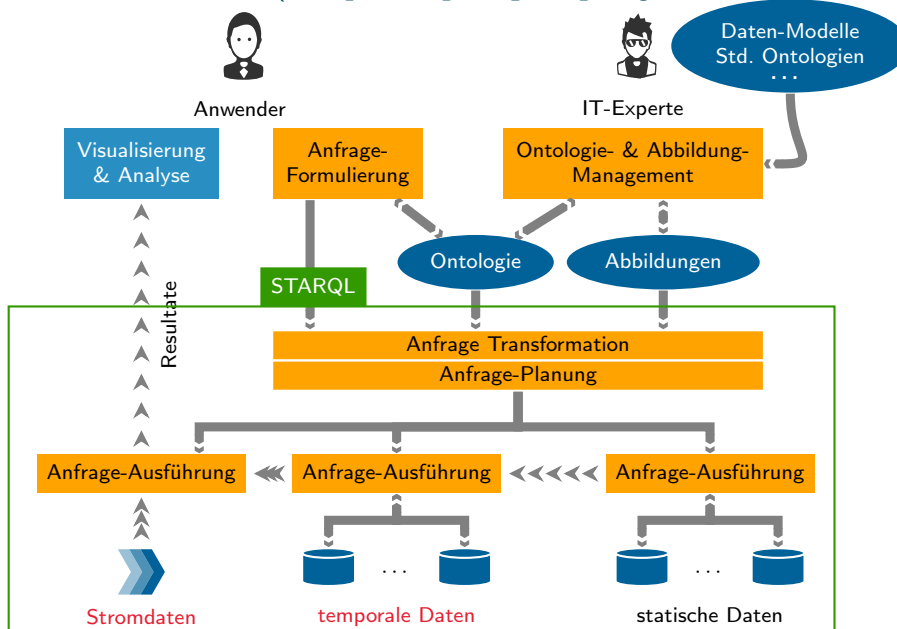 Daten-Modelle
Std. Ontologien
...
Anwender
IT-Experte
Visualisierung
& Analyse
Anfrage-
Formulierung
Ontologie- & Abbildung-
Management
Ontologie
Abbildungen
STARQL
Resultate
Anfrage Transformation
Anfrage-Planung
Anfrage-Ausführung
Anfrage-Ausführung
Anfrage-Ausführung
...
...
Stromdaten
temporale Daten
statische Daten